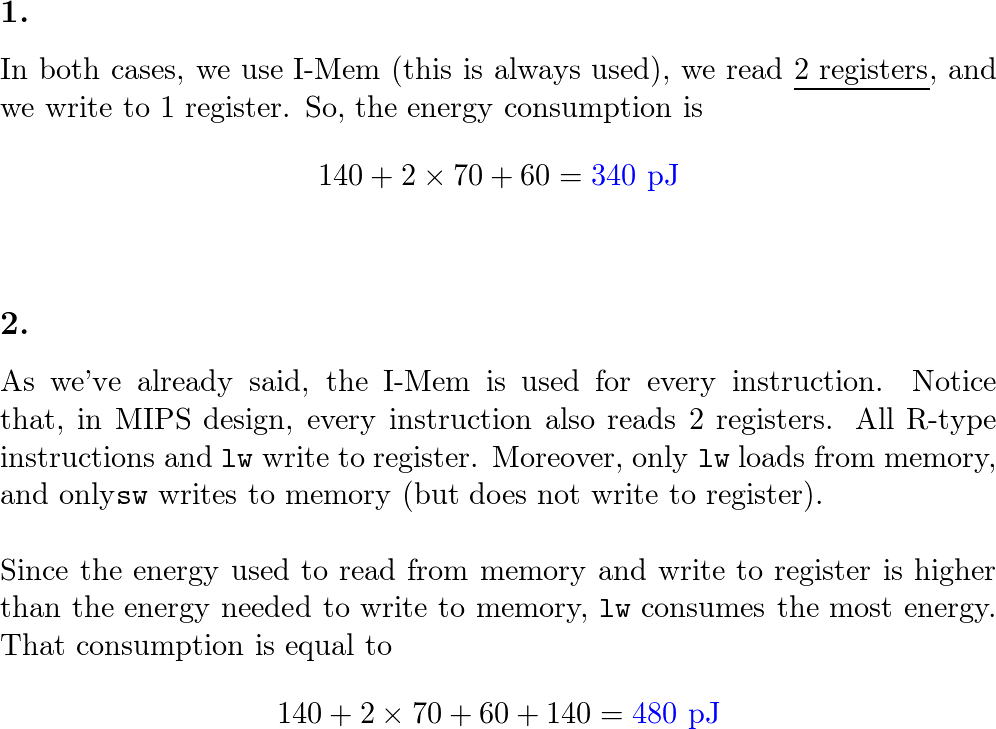 1.
In both cases, we use I-Mem (this is always used), we read 2 registers, and
we write to 1 register. So, the energy consumption is
140 + 2 × 70 + 60 = 340 pJ
2.
As we've already said, the I-Mem is used for every instruction. Notice
that, in MIPS design, every instruction also reads 2 registers. All R-type
instructions and lw write to register. Moreover, only lw loads from memory,
and onlysw writes to memory (but does not write to register).
Since the energy used to read from memory and write to register is higher
than the energy needed to write to memory, lw consumes the most energy.
That consumption is equal to
140 + 2 × 70 + 60 + 140 = 480 pJ